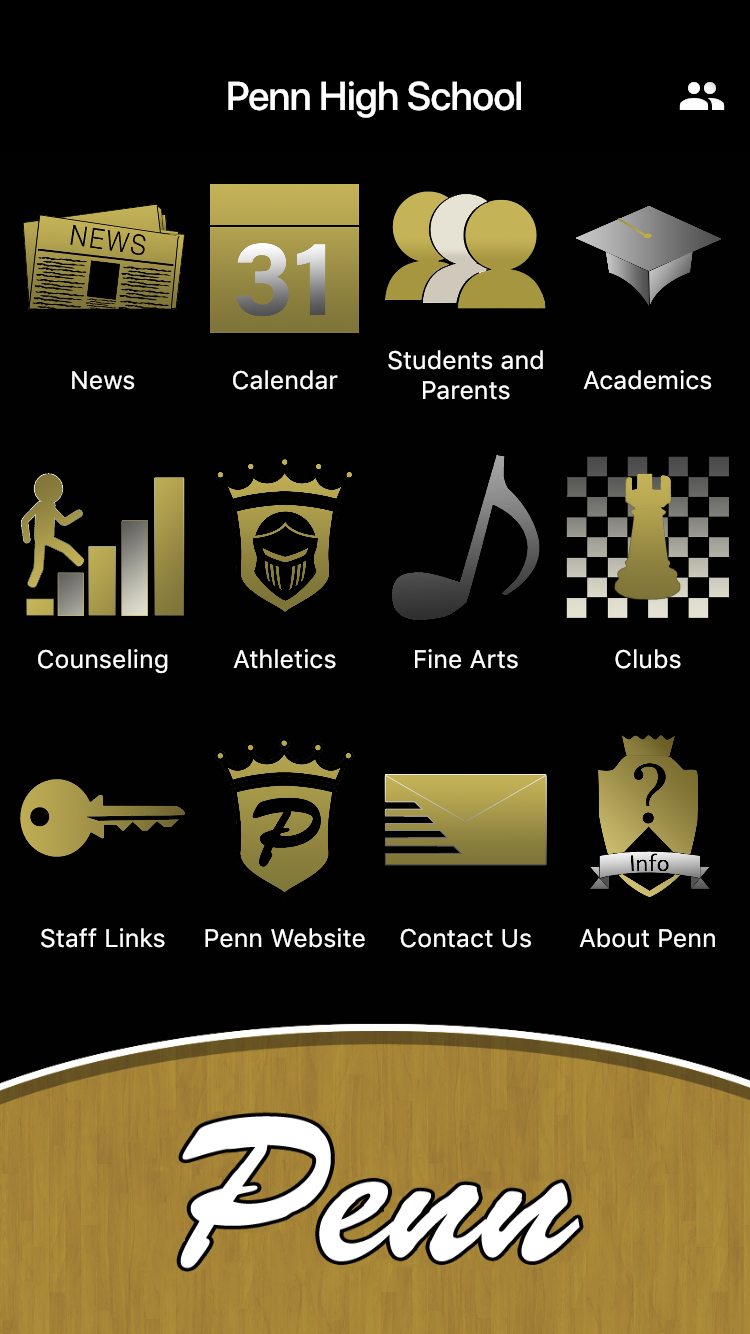 Penn High School
NEWS
31
News
Calendar
Students and
Parents
Academics
Counseling
Athletics
Fine Arts
Clubs
P
?
Info
Staff Links
Penn Website
Contact Us
About Penn
Penn